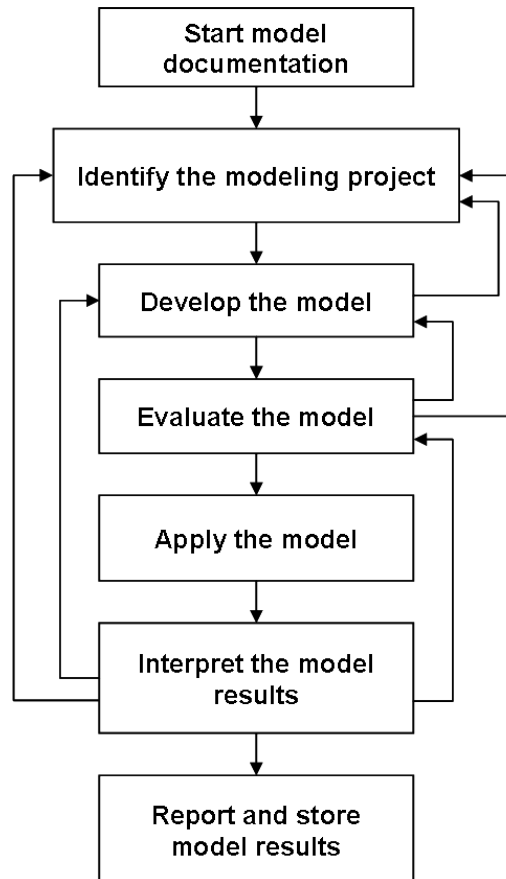 Start model
documentation
Identify the modeling project
Develop the model
Evaluate the model
Apply the model
Interpret the model
results
Report and store
model results